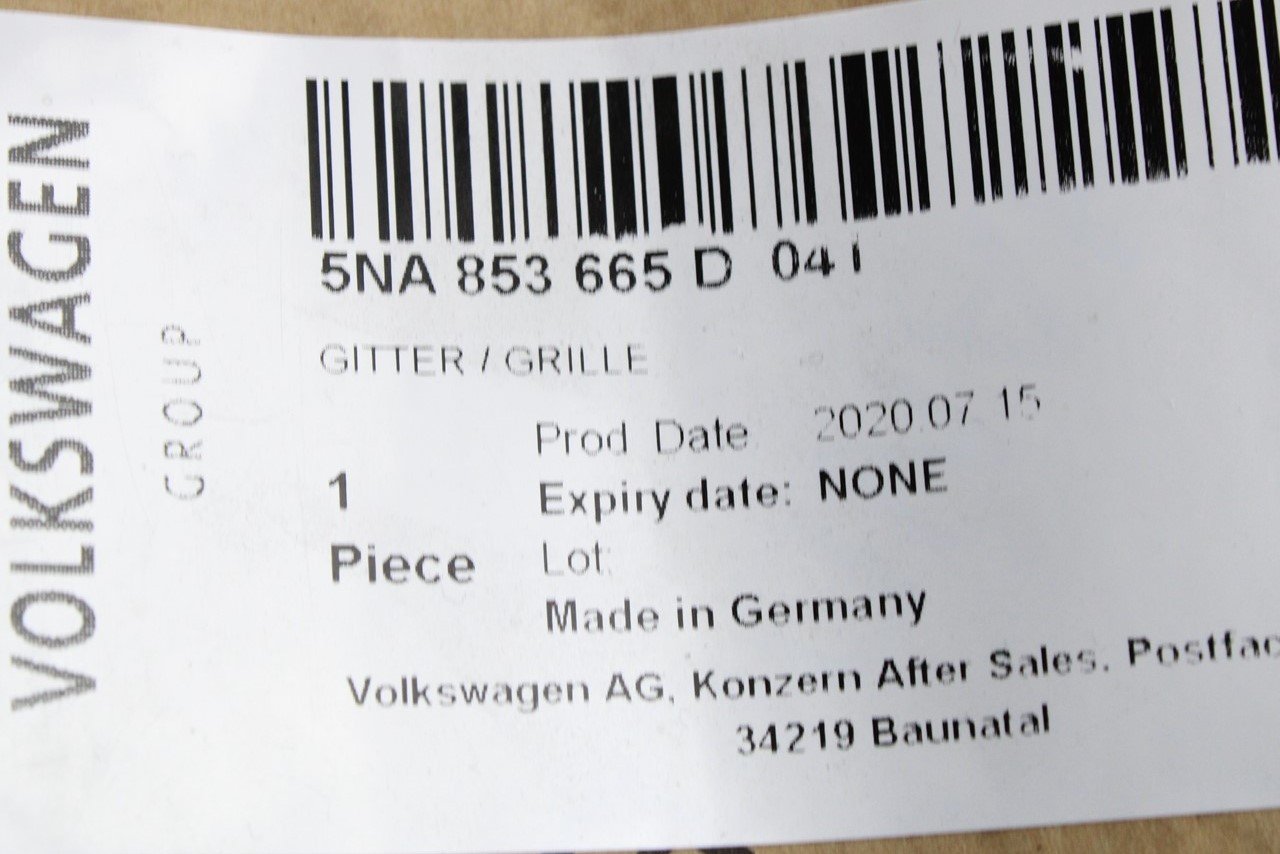 VOLKSWAGEN
GROUP
5NA 853 665 D 041
GITTER / GRILLE
Prod Date 2020.07 15
1
Expiry date: NONE
Piece
Lot:
Made in Germany
Volkswagen AG, Konzern After Sales. Postfac
34219 Baunatal